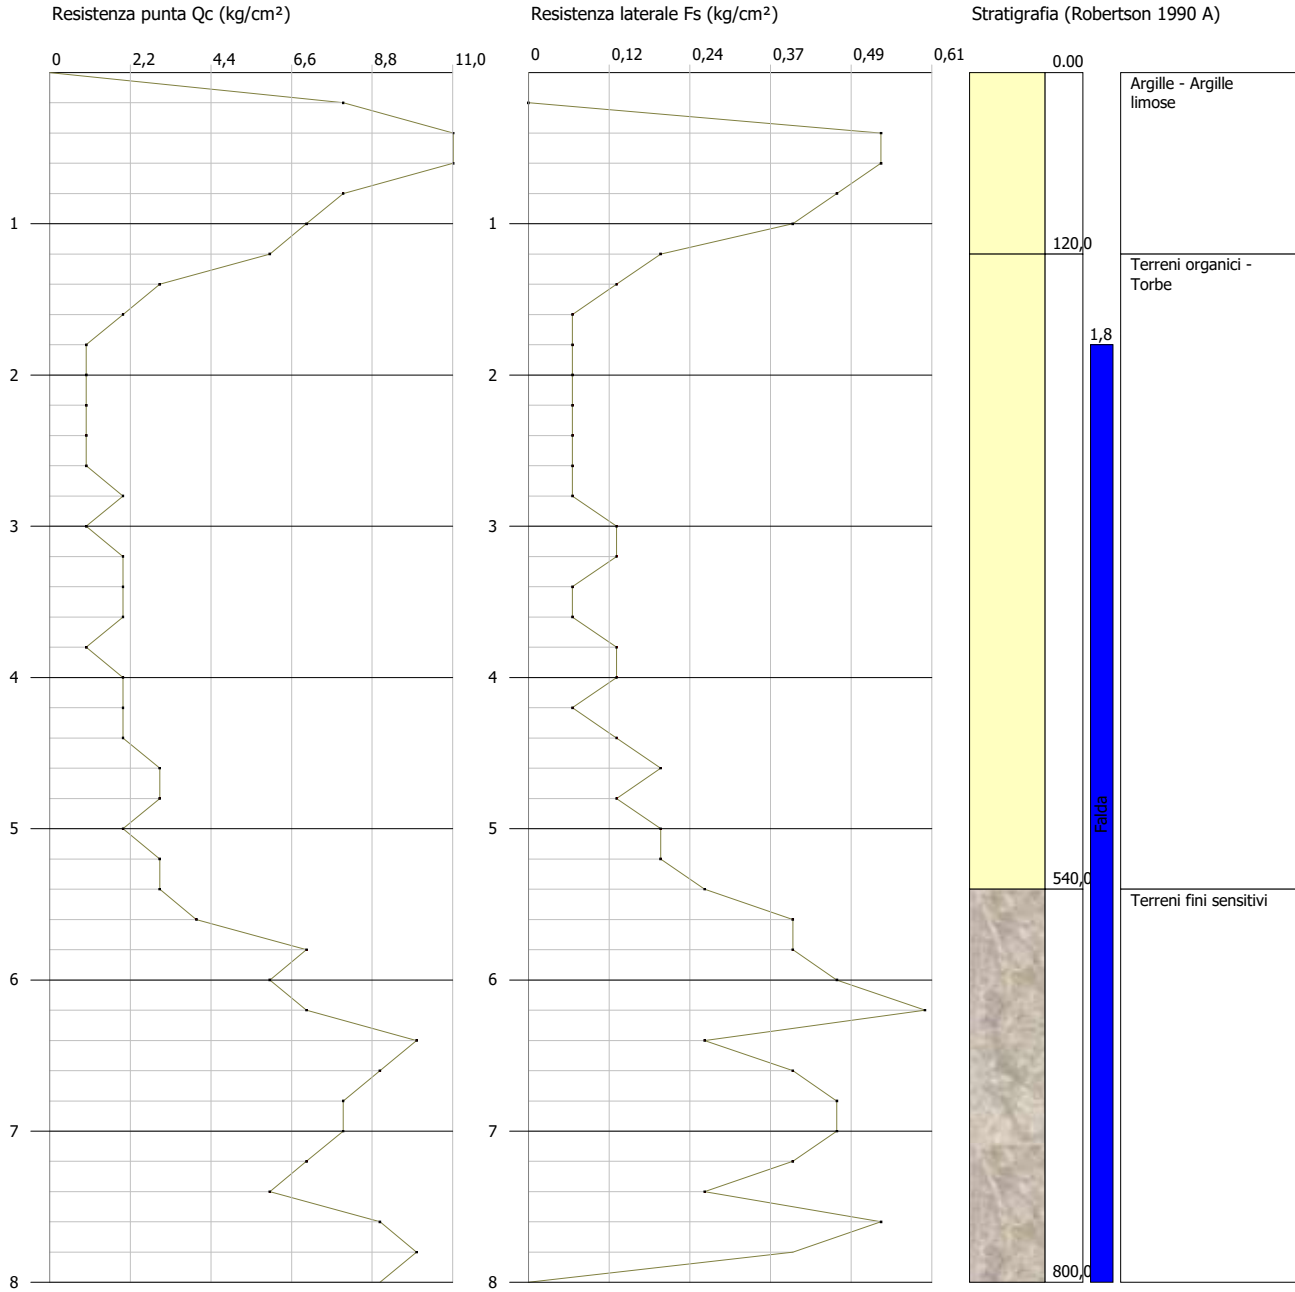 Resistenza punta Qc (kg/cm²)
Resistenza laterale Fs (kg/cm²)
Stratigrafia (Robertson 1990 A)
0 2,2 4,4 6,6 8,8 11,0
0 0,12 0,24 0,37 0,49 0,61
0.00
Argille - Argille
limose
1
1
120,0
Terreni organici -
Torbe
1,8
2
2
3
3
4
4
Falda
5
5
540,0
Terreni fini sensitivi
6
6
7
7
8
8
800,0